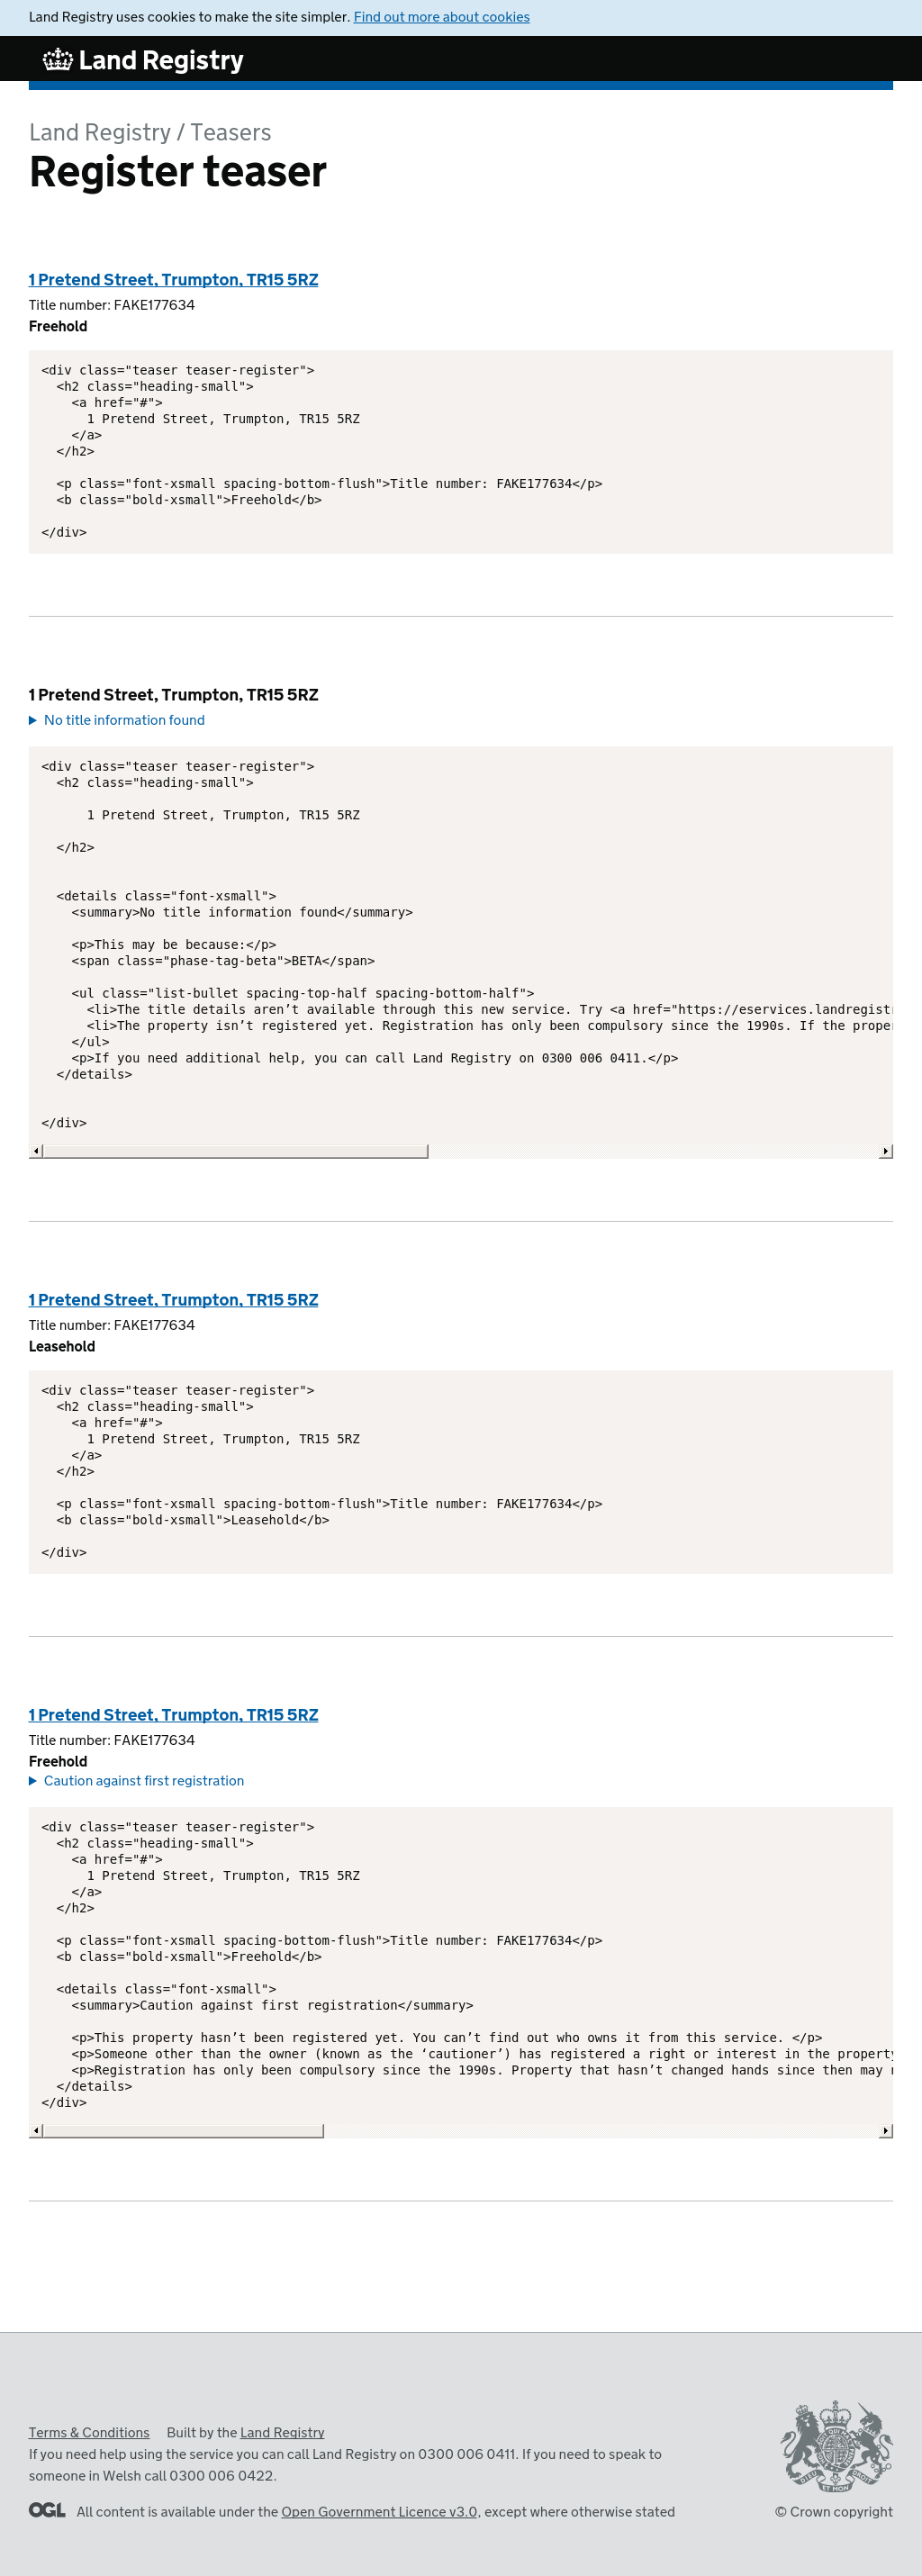 Land Registry uses cookies to make the site simpler. Find out more about cookies
Land Registry
Land Registry / Teasers
Register teaser
1 Pretend Street, Trumpton, TR15 5RZ
Title number: FAKE177634
Freehold
<div class="teaser teaser-register">
  <h2 class="heading-small">
    <a href="#">
      1 Pretend Street, Trumpton, TR15 5RZ
    </a>
  </h2>
  <p class="font-xsmall spacing-bottom-flush">Title number: FAKE177634</p>
  <b class="bold-xsmall">Freehold</b>
</div>
1 Pretend Street, Trumpton, TR15 5RZ
No title information found
<div class="teaser teaser-register">
  <h2 class="heading-small">
      1 Pretend Street, Trumpton, TR15 5RZ
  </h2>
  <details class="font-xsmall">
    <summary>No title information found</summary>
    <p>This may be because:</p>
    <span class="phase-tag-beta">BETA</span>
    <ul class="list-bullet spacing-top-half spacing-bottom-half">
      <li>The title details aren’t available through this new service. Try <a href="https://eservices.landregistr
      <li>The property isn’t registered yet. Registration has only been compulsory since the 1990s. If the proper
    </ul>
    <p>If you need additional help, you can call Land Registry on 0300 006 0411.</p>
  </details>
</div>
1 Pretend Street, Trumpton, TR15 5RZ
Title number: FAKE177634
Leasehold
<div class="teaser teaser-register">
  <h2 class="heading-small">
    <a href="#">
      1 Pretend Street, Trumpton, TR15 5RZ
    </a>
  </h2>
  <p class="font-xsmall spacing-bottom-flush">Title number: FAKE177634</p>
  <b class="bold-xsmall">Leasehold</b>
</div>
1 Pretend Street, Trumpton, TR15 5RZ
Title number: FAKE177634
Freehold
Caution against first registration
<div class="teaser teaser-register">
  <h2 class="heading-small">
    <a href="#">
      1 Pretend Street, Trumpton, TR15 5RZ
    </a>
  </h2>
  <p class="font-xsmall spacing-bottom-flush">Title number: FAKE177634</p>
  <b class="bold-xsmall">Freehold</b>
  <details class="font-xsmall">
    <summary>Caution against first registration</summary>
    <p>This property hasn’t been registered yet. You can’t find out who owns it from this service. </p>
    <p>Someone other than the owner (known as the ‘cautioner’) has registered a right or interest in the property
    <p>Registration has only been compulsory since the 1990s. Property that hasn’t changed hands since then may
  </details>
</div>
Terms & Conditions Built by the Land Registry
If you need help using the service you can call Land Registry on 0300 006 0411. If you need to speak to
someone in Welsh call 0300 006 0422.
OGL All content is available under the Open Government Licence v3.0, except where otherwise stated
© Crown copyright